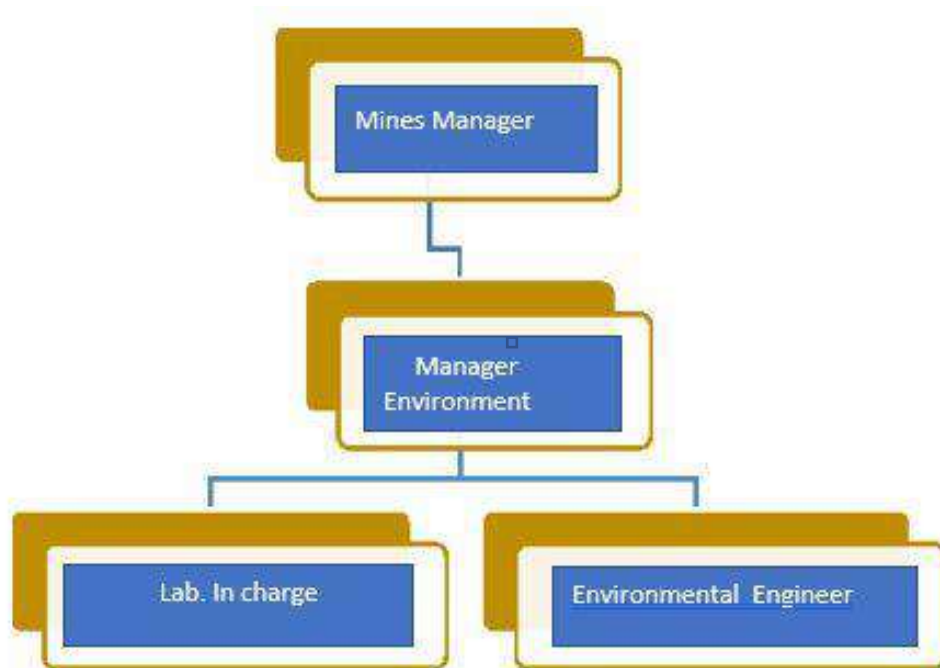 Mines Manager
Manager
Environment
Lab. In charge
Environmental Engineer